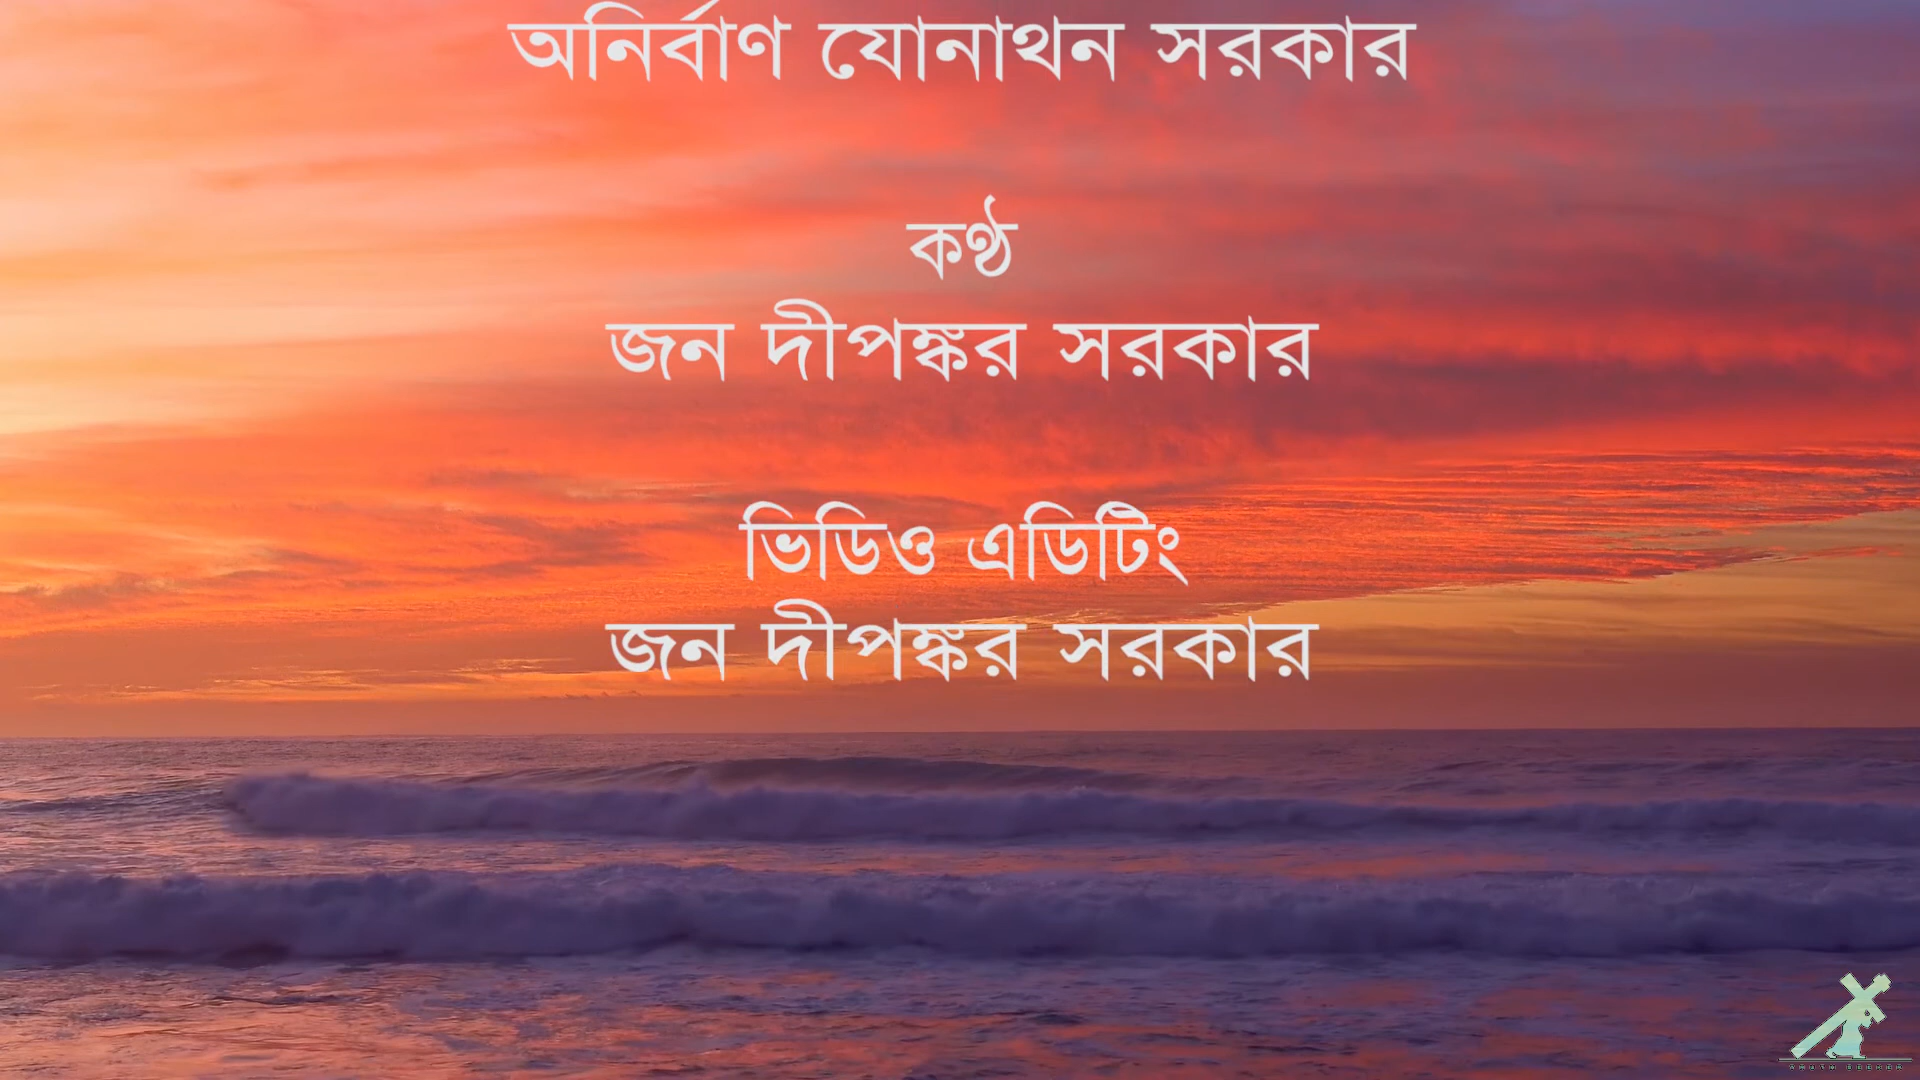 অনির্বাণ যোনাথন সরকার
কণ্ঠ
জন দীপঙ্কর সরকার
ভিডিও এডিটিং
জন দীপঙ্কর সরকার